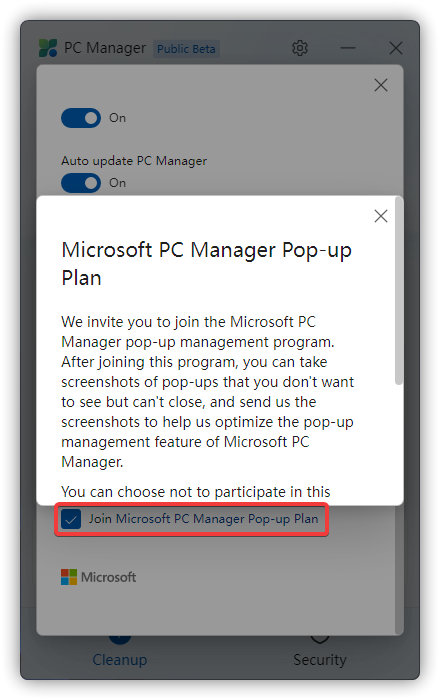 PC Manager Public Beta
On
Auto update PC Manager
On
Microsoft PC Manager Pop-up
Plan
We invite you to join the Microsoft PC
Manager pop-up management program.
After joining this program, you can take
screenshots of pop-ups that you don't want
to see but can't close, and send us the
screenshots to help us optimize the pop-up
management feature of Microsoft PC
Manager.
You can choose not to participate in this
Join Microsoft PC Manager Pop-up Plan
Microsoft
Cleanup Security